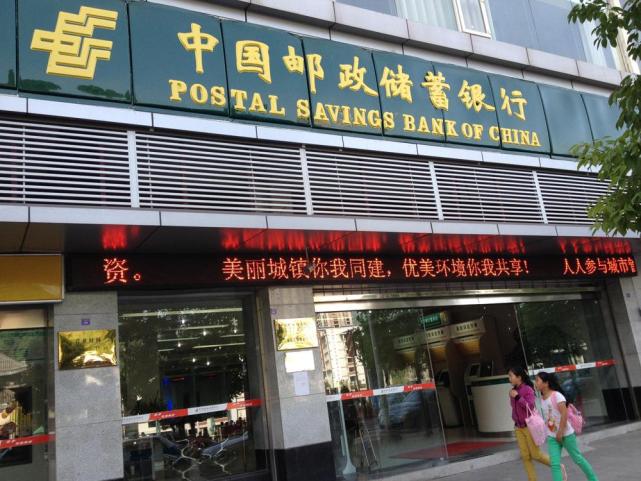 中国邮政储蓄银行
POSTAL SAVINGS BANK OF CHINA
资。 美丽城镇你我同建，优美环境你我共享！ 人人参与城市管